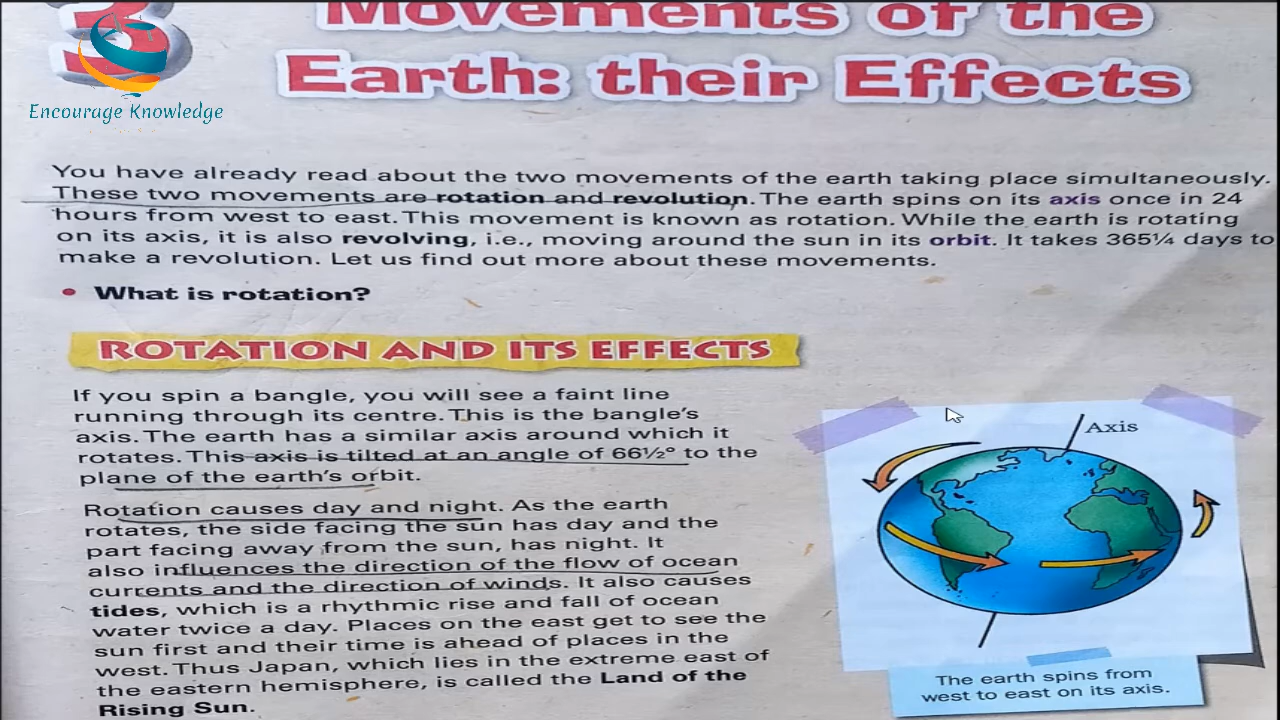 3
Movements of the
Earth: their Effects
Encourage Knowledge
You have already read about the two movements of the earth taking place simultaneously.
These two movements are rotation and revolution. The earth spins on its axis once in 24
hours from west to east. This movement is known as rotation. While the earth is rotating
on its axis, it is also revolving, i.e., moving around the sun in its orbit. It takes 365¼ days to
make a revolution. Let us find out more about these movements.
• What is rotation?
ROTATION AND ITS EFFECTS
If you spin a bangle, you will see a faint line
running through its centre. This is the bangle's
axis. The earth has a similar axis around which it
rotates. This axis is tilted at an angle of 66½° to the
plane of the earth's orbit.
Rotation causes day and night. As the earth
rotates, the side facing the sun has day and the
part facing away from the sun, has night. It
also influences the direction of the flow of ocean
currents and the direction of winds. It also causes
tides, which is a rhythmic rise and fall of ocean
water twice a day. Places on the east get to see the
sun first and their time is ahead of places in the
west. Thus Japan, which lies in the extreme east of
the eastern hemisphere, is called the Land of the
Rising Sun.
Axis
The earth spins from
west to east on its axis.